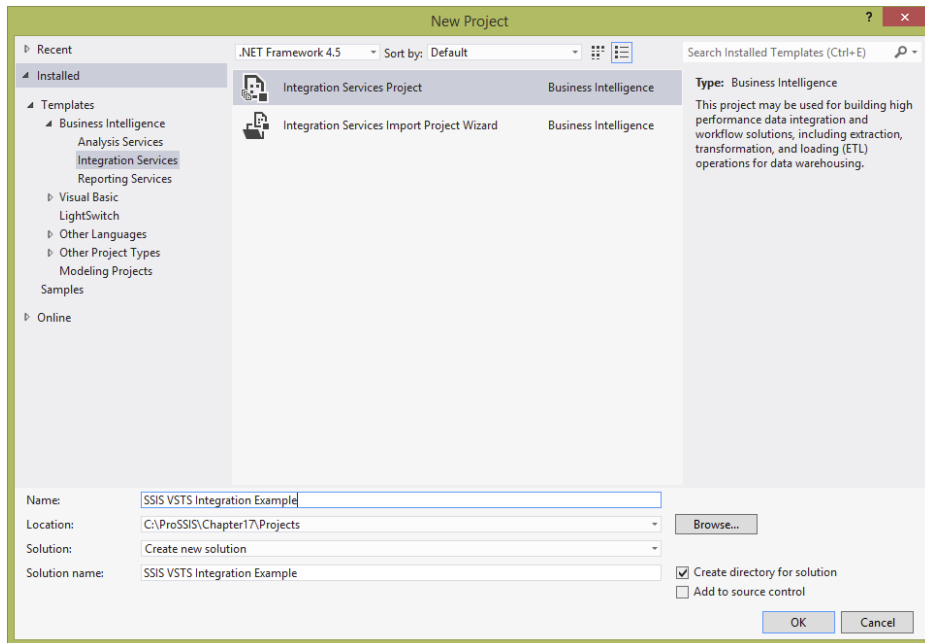 New Project
?
Recent
.NET Framework 4.5
Sort by: Default
Search Installed Templates (Ctrl+E)
Installed
Templates
Business Intelligence
Analysis Services
Integration Services
Reporting Services
Visual Basic
LightSwitch
Other Languages
Other Project Types
Modeling Projects
Samples
Online
Integration Services Project Business Intelligence
Integration Services Import Project Wizard Business Intelligence
Type: Business Intelligence
This project may be used for building high
performance data integration and
workflow solutions, including extraction,
transformation, and loading (ETL)
operations for data warehousing.
Name: SSIS VSTS Integration Example
Location: C:\ProSSIS\Chapter17\Projects Browse...
Solution: Create new solution
Solution name: SSIS VSTS Integration Example
Create directory for solution
Add to source control
OK Cancel